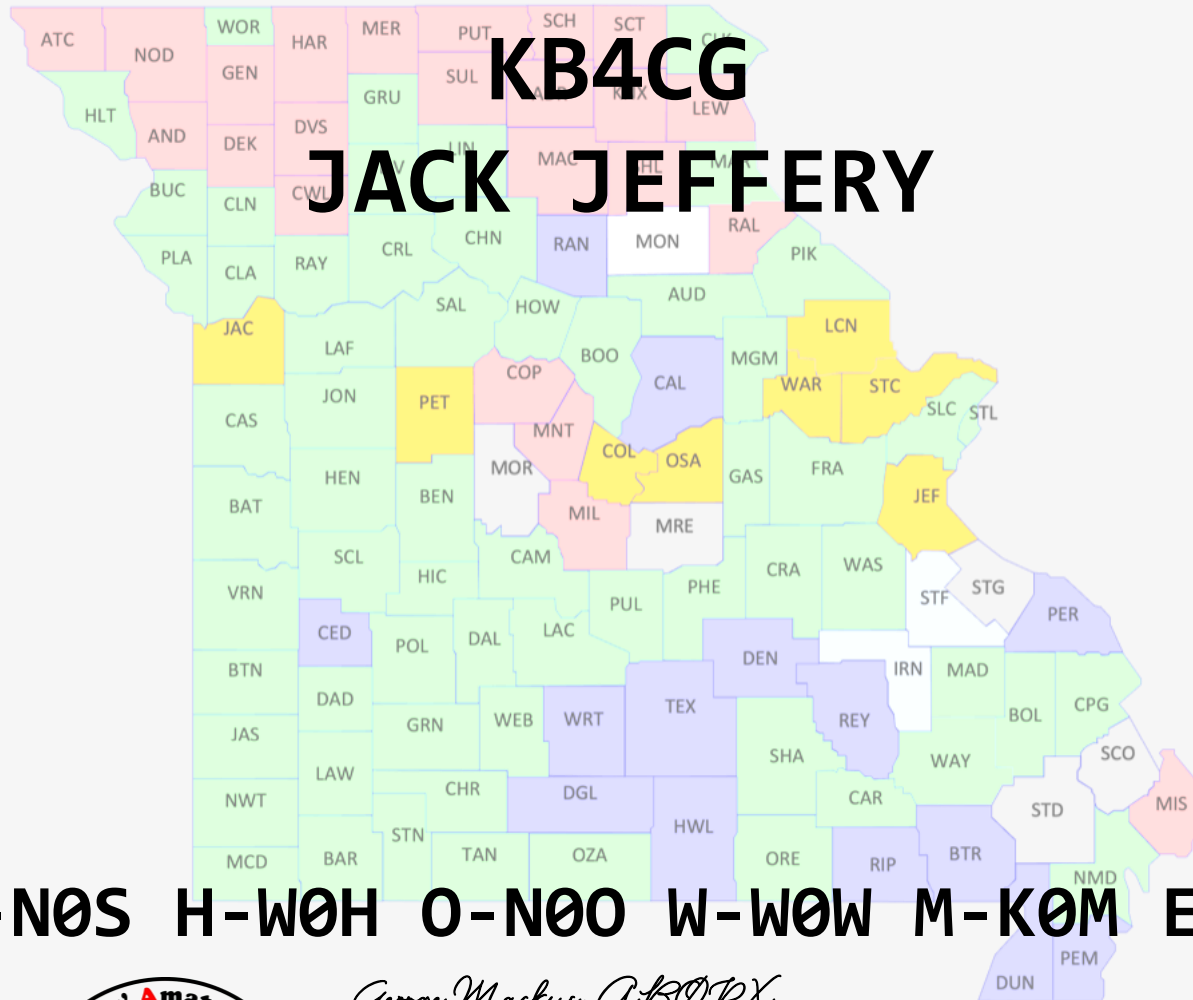 WOR
SCH
SCT
ATC
NOD
HAR
MER
PUT
GEN
SUL
KB4CG
GRU
LEW
HLT
AND
DEK
DVS
LIN
MAC
JACK JEFFERY
BUC
CLN
CWL
CHN
RAN
MON
RAL
PIK
PLA
CLA
RAY
CRL
AUD
SAL
HOW
JAC
LAF
BOO
LCN
MGM
COP
CAL
WAR
STC
JON
PET
SLC
STL
CAS
MNT
COL
OSA
MOR
HEN
BEN
GAS
FRA
JEF
BAT
MIL
MRE
SCL
CAM
HIC
CRA
WAS
VRN
PUL
PHE
STF
STG
PER
CED
POL
DAL
LAC
DEN
IRN
MAD
BTN
DAD
TEX
BOL
CPG
GRN
WEB
WRT
REY
JAS
LAW
SHA
WAY
SCO
NWT
CHR
DGL
CAR
STD
MIS
STN
HWL
MCD
BAR
TAN
OZA
ORE
RIP
BTR
NMD
-N0S H-W0H O-N0O W-W0W M-K0M E
PEM
DUN